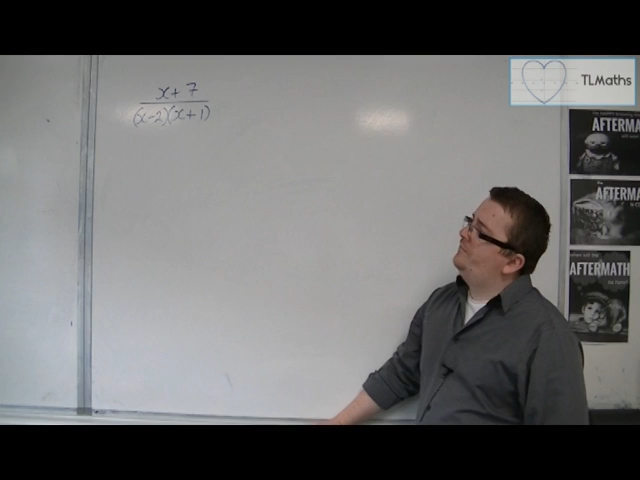 x + 7
(x-2)(x+1)
TLMaths
AFTERMATH
AFTERMATH
AFTERMATH